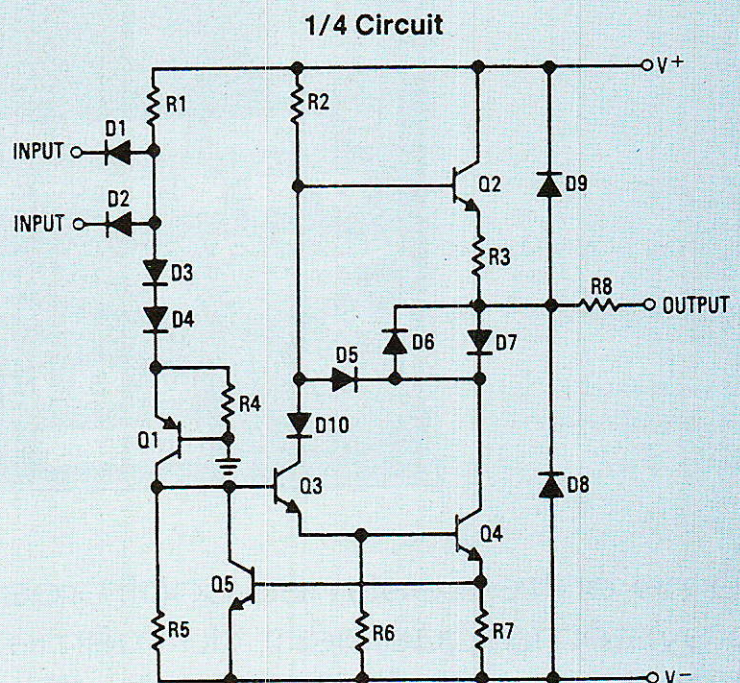 1/4 Circuit
V+
R1
R2
D1
INPUT
Q2
D9
D2
INPUT
R3
D3
R8
OUTPUT
D4
D6
D7
D5
R4
D10
Q1
Q3
D8
Q4
Q5
R5
R6
R7
V−